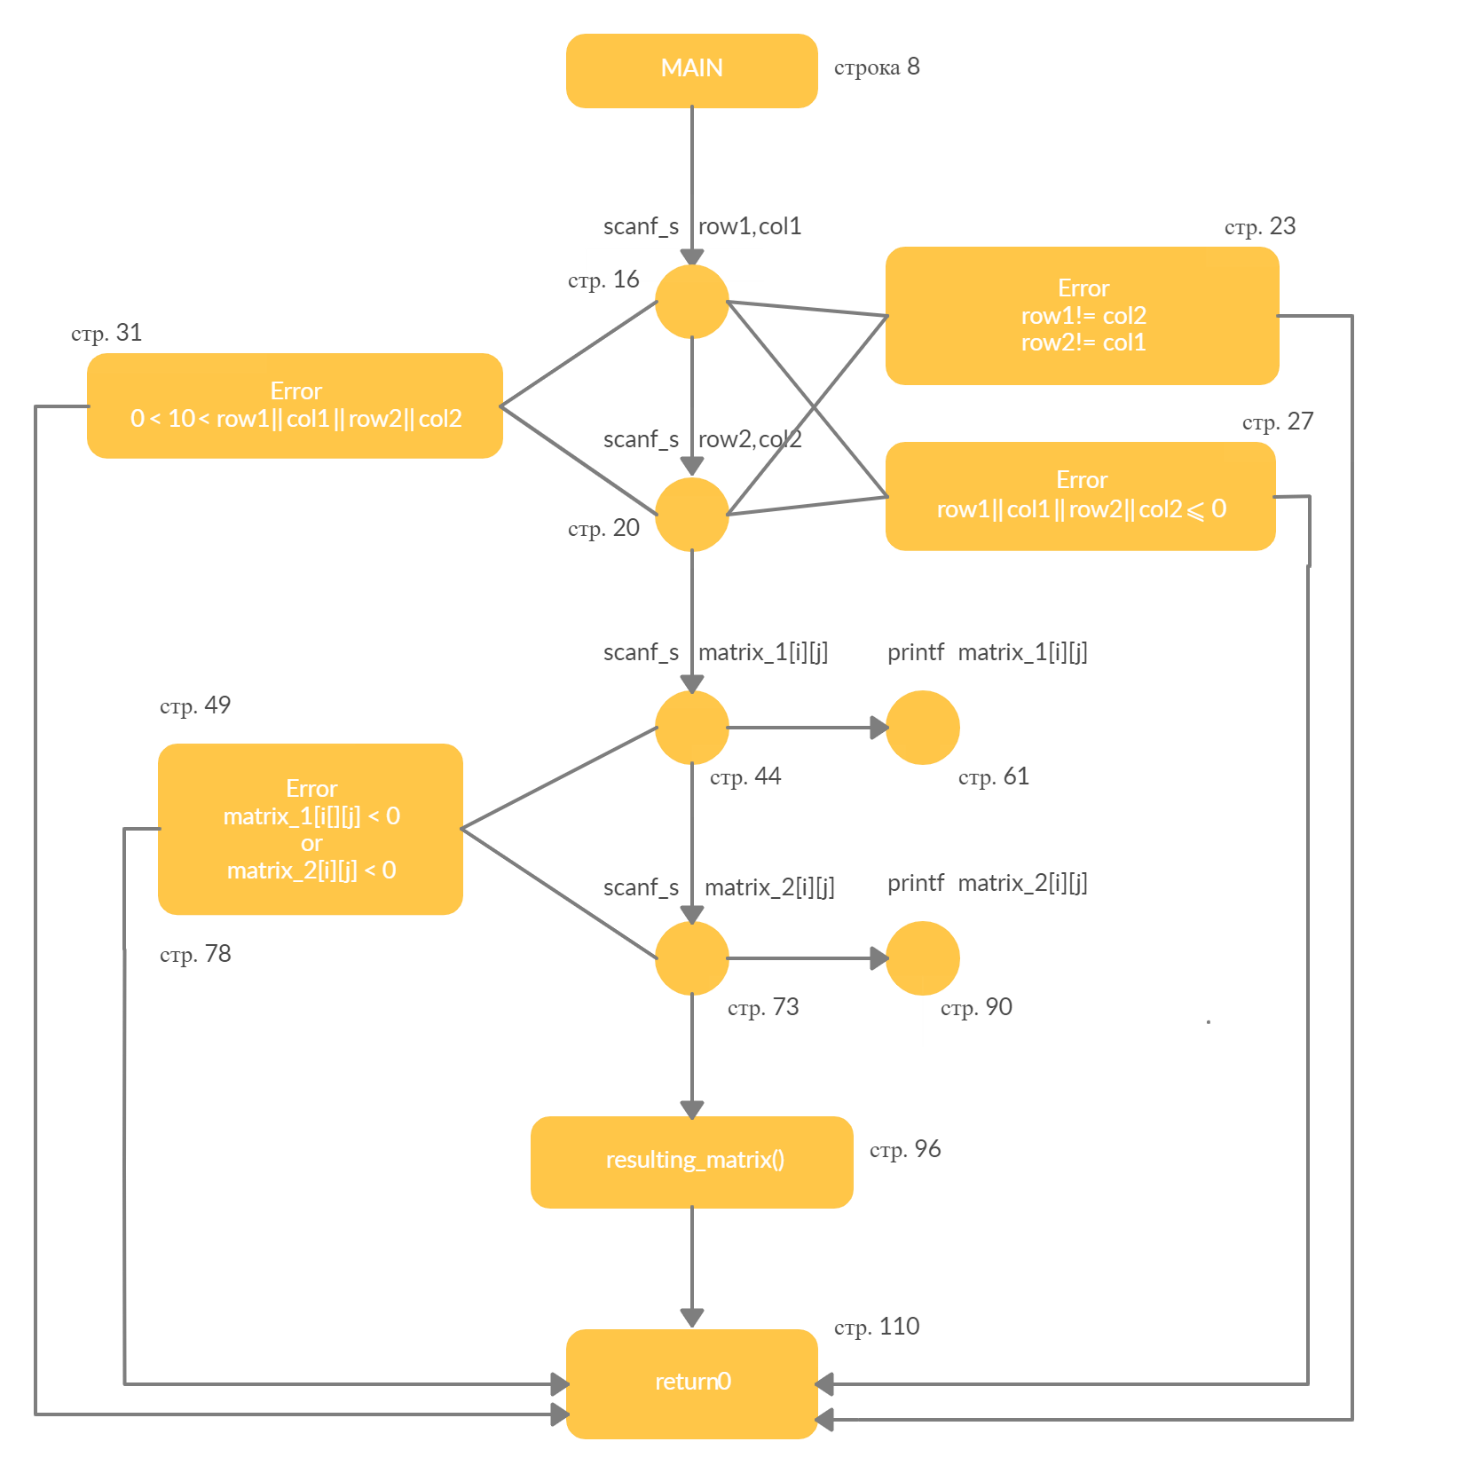 MAIN
строка 8
scanf_s row1,col1
стр. 16
стр. 23
Error
row1!= col2
row2!= col1
стр. 31
Error
0 < 10 < row1||col1||row2||col2
стр. 27
scanf_s row2,col2
Error
row1||col1||row2||col2⩽ 0
стр. 20
scanf_s matrix_1[i][j]
printf matrix_1[i][j]
стр. 49
стр. 44
стр. 61
Error
matrix_1[i[][j] < 0
or
matrix_2[i][j] < 0
scanf_s matrix_2[i][j]
printf matrix_2[i][j]
стр. 78
стр. 73
стр. 90
.
resulting_matrix()
стр. 96
стр. 110
return0